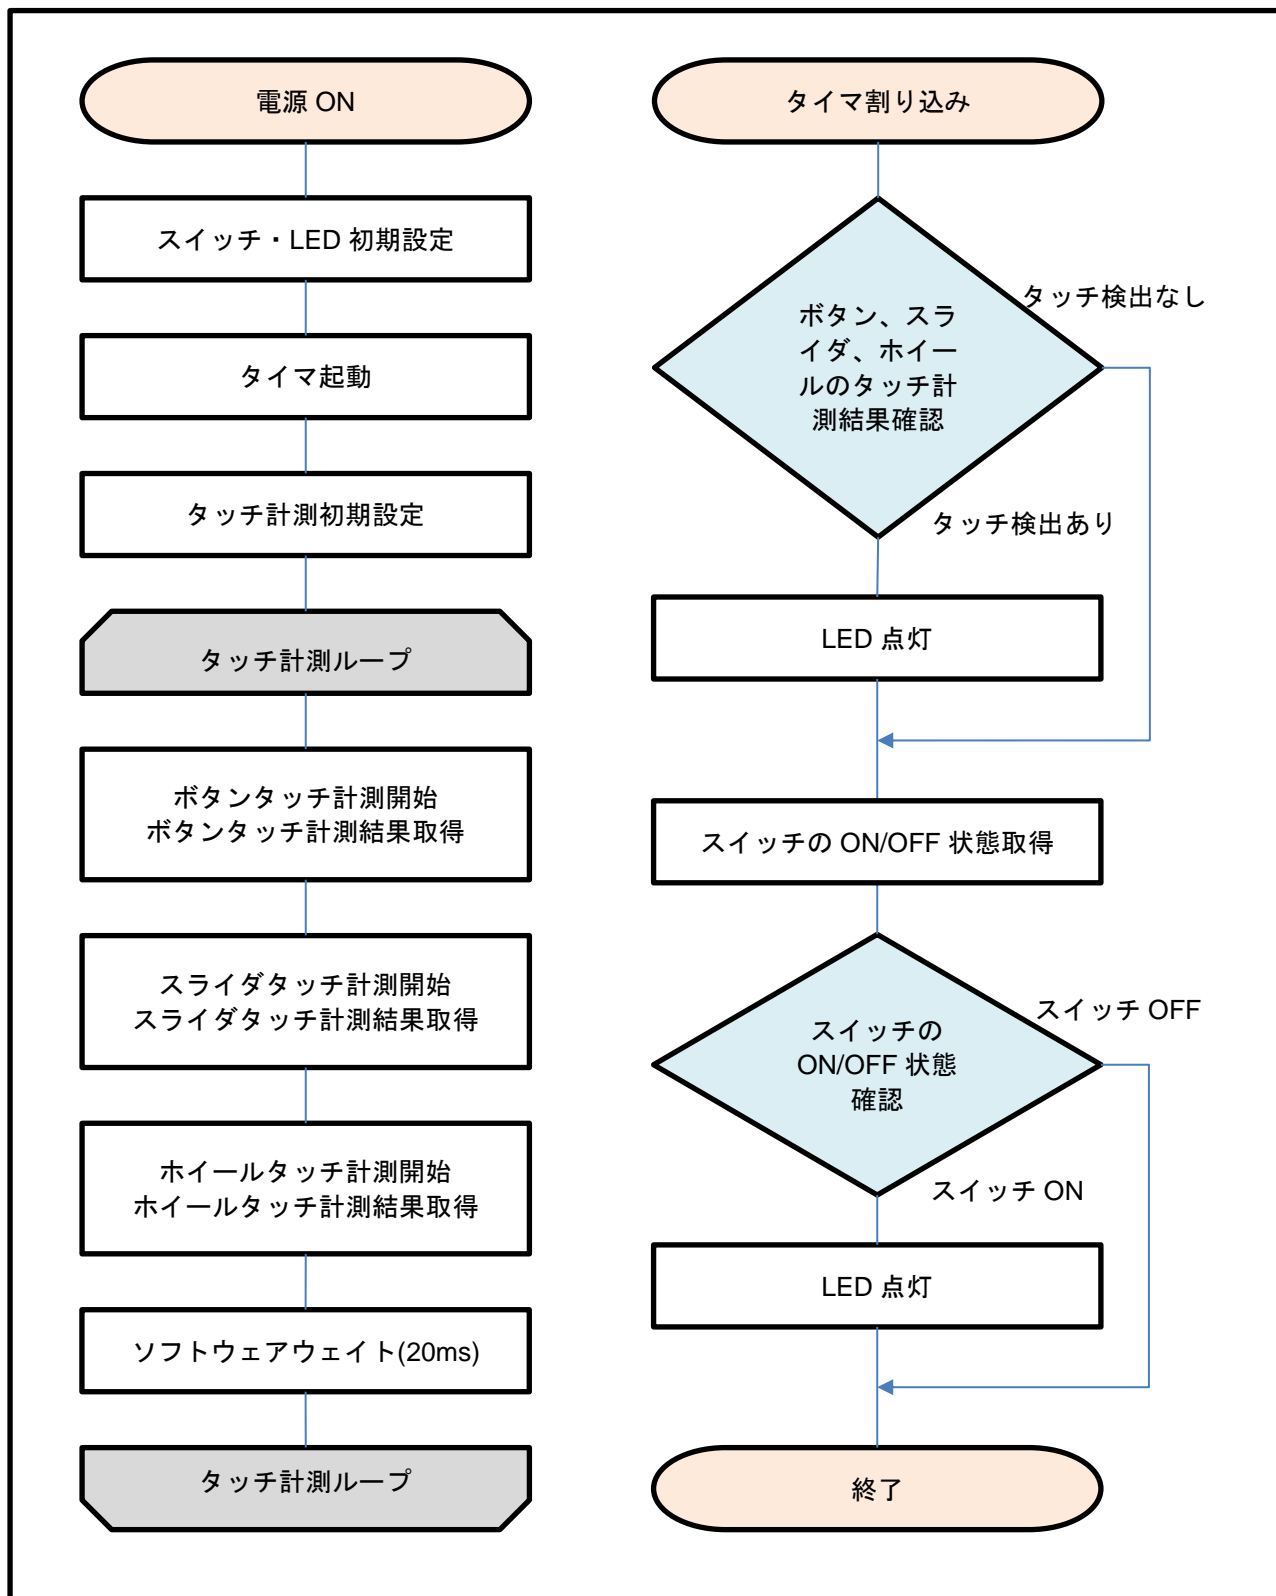 電源 ON
スイッチ・LED 初期設定
タイマ起動
タッチ計測初期設定
タッチ計測ループ
ボタンタッチ計測開始
ボタンタッチ計測結果取得
スライダタッチ計測開始
スライダタッチ計測結果取得
ホイールタッチ計測開始
ホイールタッチ計測結果取得
ソフトウェアウェイト(20ms)
タッチ計測ループ
タイマ割り込み
ボタン、スラ
イダ、ホイー
ルのタッチ計
測結果確認
タッチ検出なし
タッチ検出あり
LED 点灯
スイッチの ON/OFF 状態取得
スイッチの
ON/OFF 状態
確認
スイッチ OFF
スイッチ ON
LED 点灯
終了